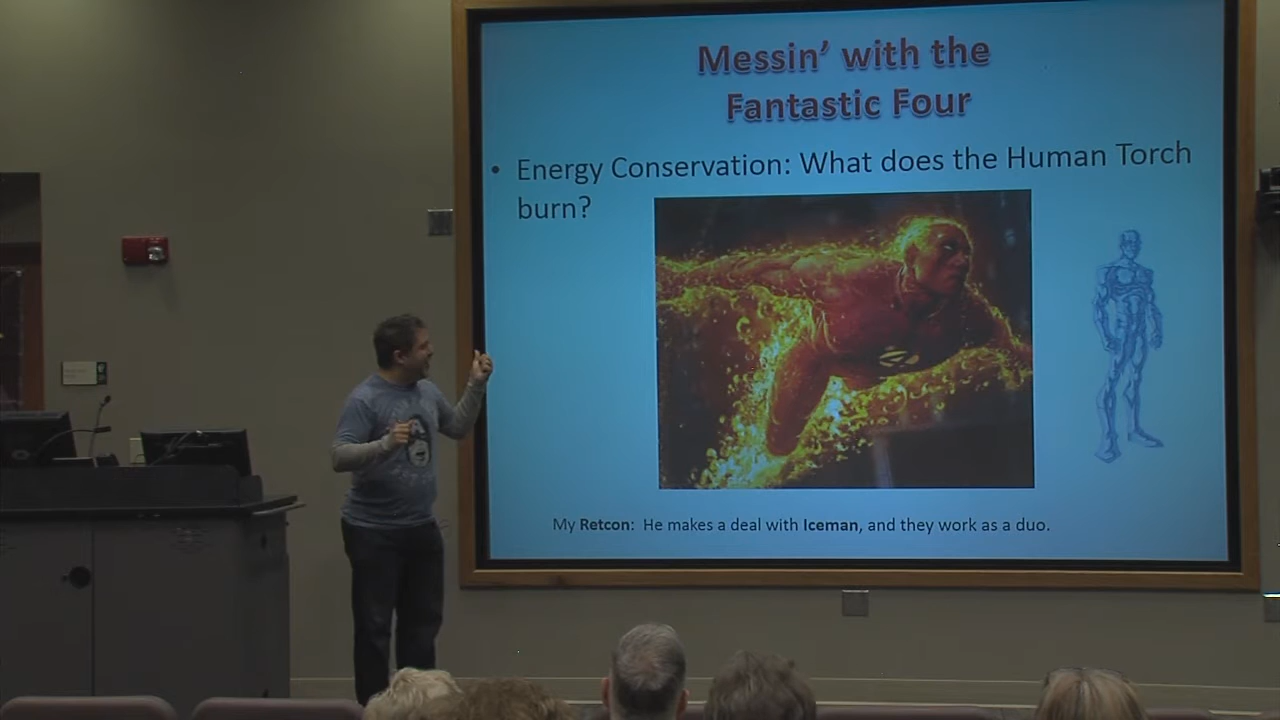 Messin' with the
Fantastic Four
• Energy Conservation: What does the Human Torch
burn?
My Retcon: He makes a deal with Iceman, and they work as a duo.